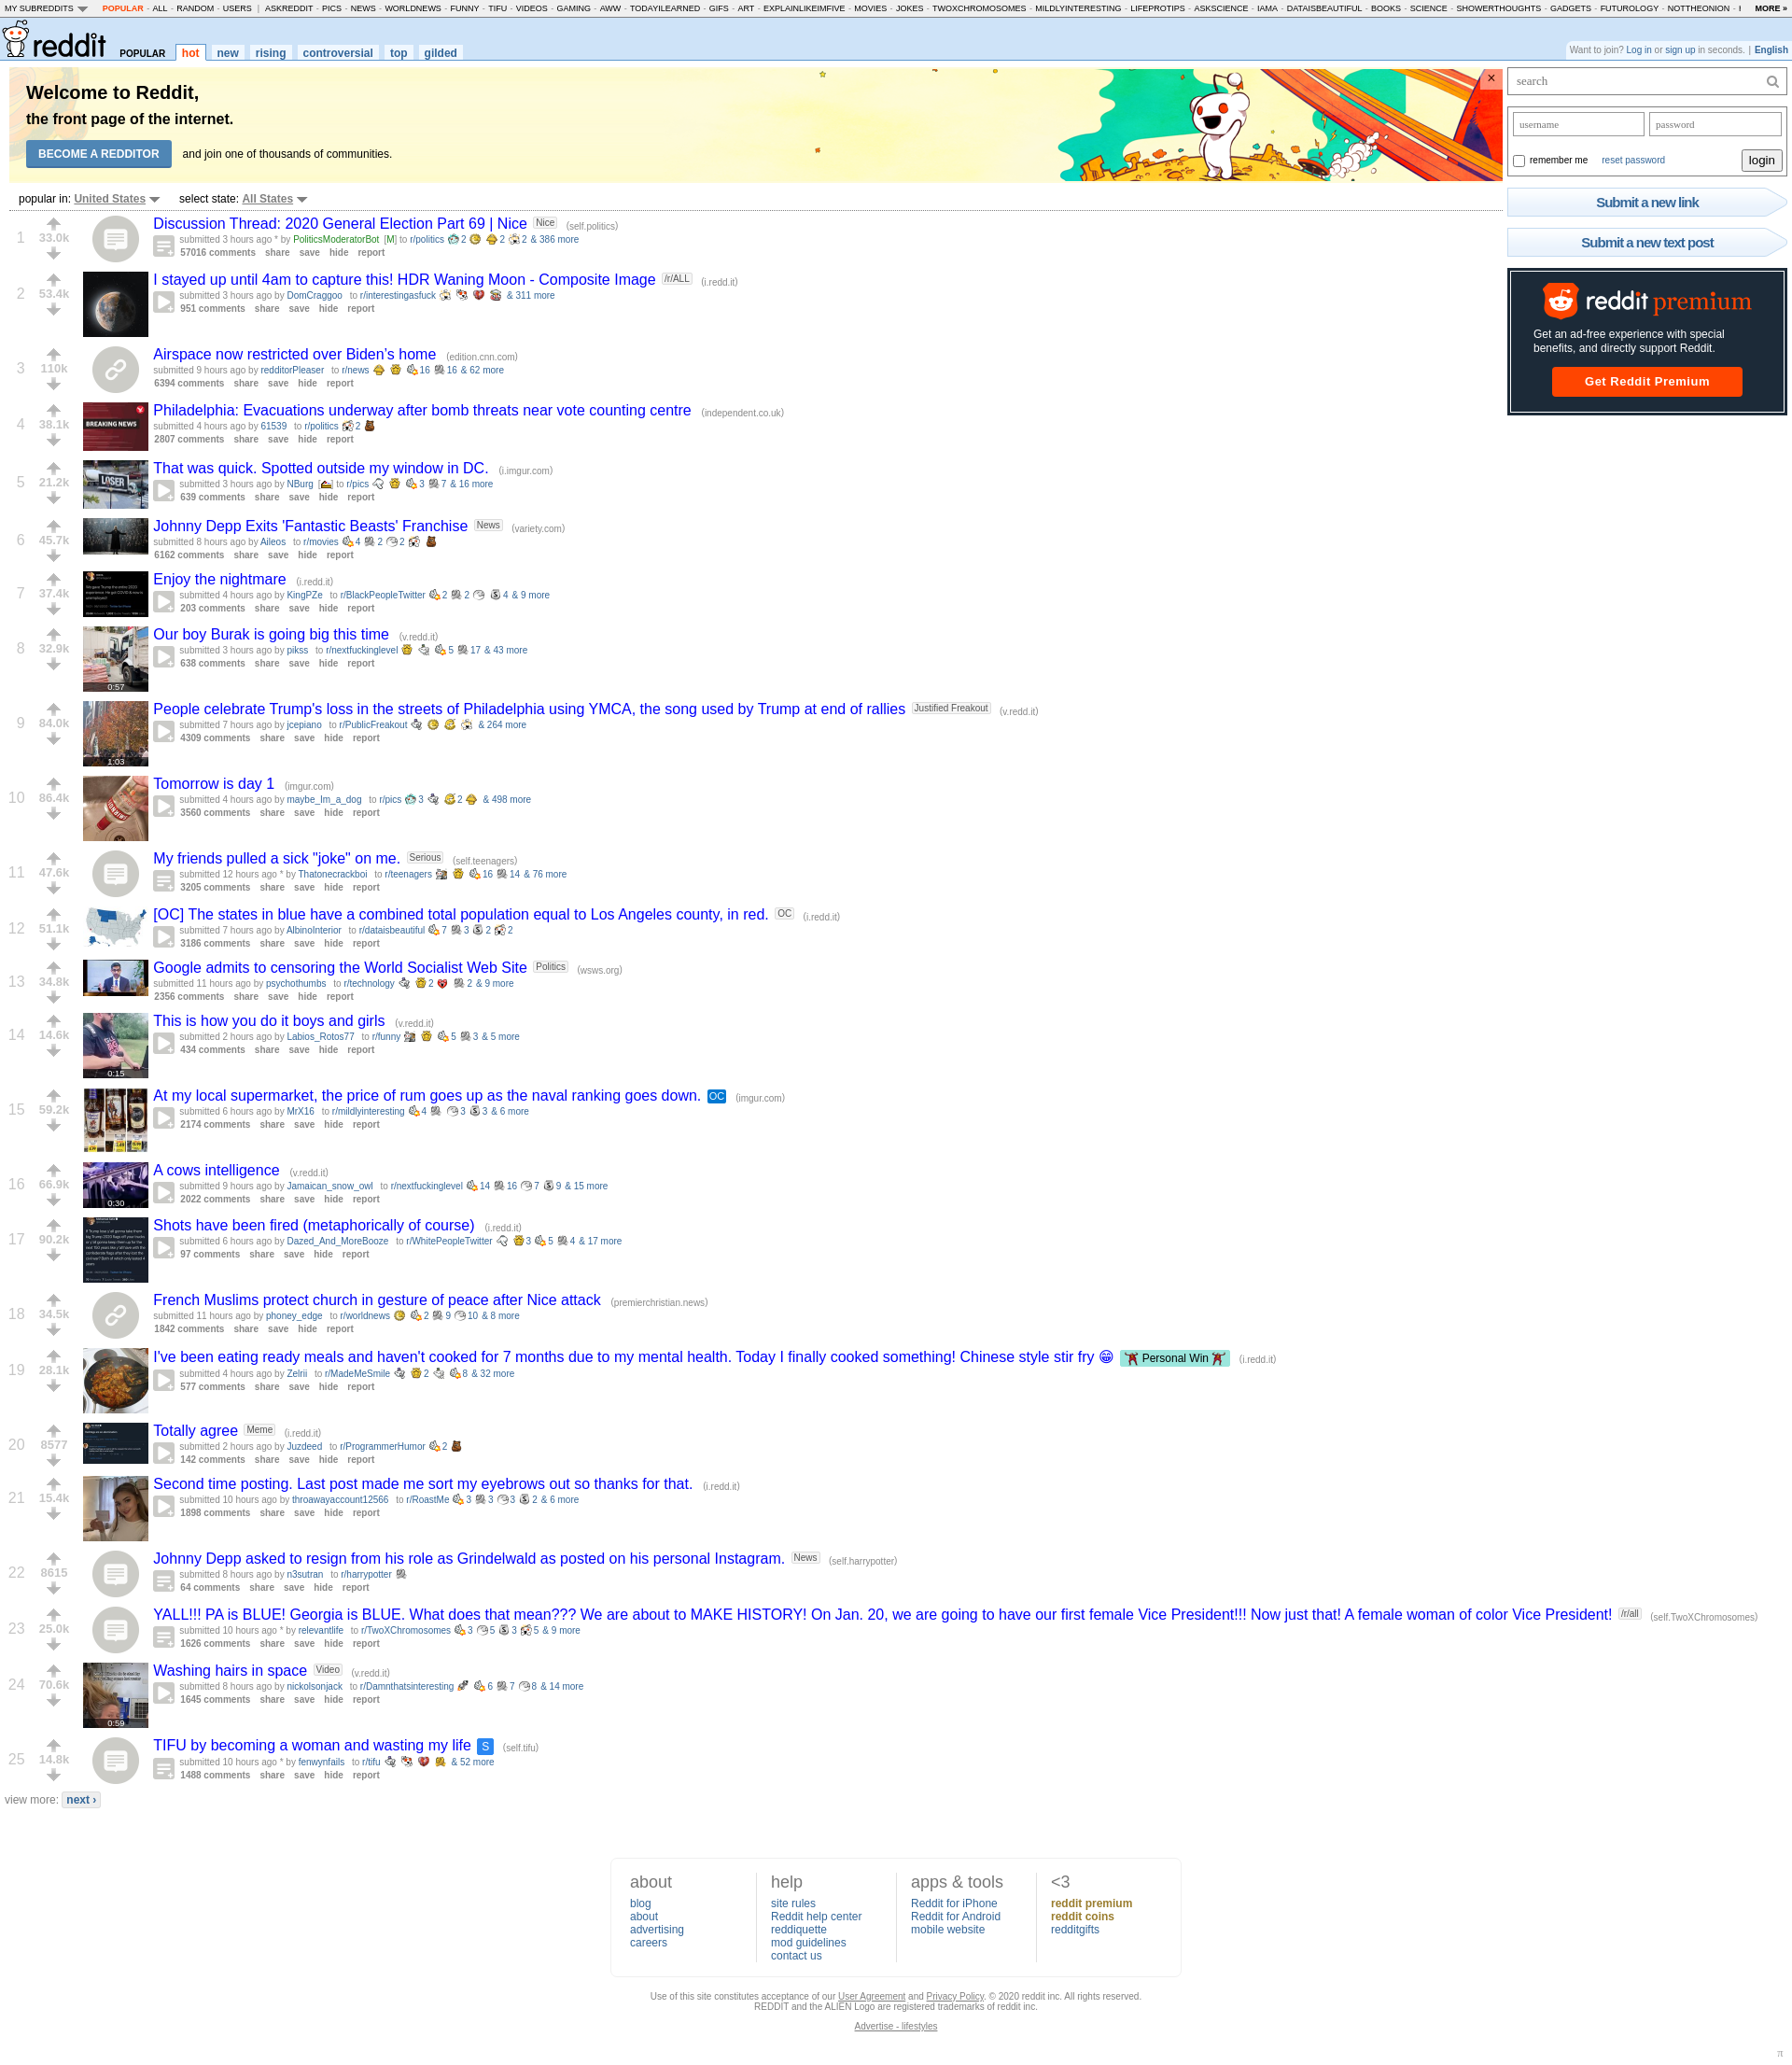 MY SUBREDDITS POPULAR - ALL - RANDOM - USERS | ASKREDDIT - PICS - NEWS - WORLDNEWS - FUNNY - TIFU - VIDEOS - GAMING - AWW - TODAYILEARNED - GIFS - ART - EXPLAINLIKEIMFIVE - MOVIES - JOKES - TWOXCHROMOSOMES - MILDLYINTERESTING - LIFEPROTIPS - ASKSCIENCE - IAMA - DATAISBEAUTIFUL - BOOKS - SCIENCE - SHOWERTHOUGHTS - GADGETS - FUTUROLOGY - NOTTHEONION - MORE »
reddit POPULAR hot new rising controversial top gilded
Want to join? Log in or sign up in seconds. | English
Welcome to Reddit,
the front page of the internet.
BECOME A REDDITOR and join one of thousands of communities.
×
search
username password
remember me reset password login
Submit a new link
Submit a new text post
reddit premium
Get an ad-free experience with special
benefits, and directly support Reddit.
Get Reddit Premium
popular in: United States select state: All States
1 33.0k Discussion Thread: 2020 General Election Part 69 | Nice Nice (self.politics)
submitted 3 hours ago * by PoliticsModeratorBot [M] to r/politics 2 2 2 & 386 more
57016 comments share save hide report
2 53.4k I stayed up until 4am to capture this! HDR Waning Moon - Composite Image /r/ALL (i.redd.it)
submitted 3 hours ago by DomCraggoo to r/interestingasfuck & 311 more
951 comments share save hide report
3 110k Airspace now restricted over Biden's home (edition.cnn.com)
submitted 9 hours ago by redditorPleaser to r/news 16 16 & 62 more
6394 comments share save hide report
4 38.1k BREAKING NEWS Philadelphia: Evacuations underway after bomb threats near vote counting centre (independent.co.uk)
submitted 4 hours ago by 61539 to r/politics 2
2807 comments share save hide report
5 21.2k LOSER That was quick. Spotted outside my window in DC. (i.imgur.com)
submitted 3 hours ago by NBurg [] to r/pics 3 7 & 16 more
639 comments share save hide report
6 45.7k Johnny Depp Exits 'Fantastic Beasts' Franchise News (variety.com)
submitted 8 hours ago by Aileos to r/movies 4 2 2
6162 comments share save hide report
7 37.4k Enjoy the nightmare (i.redd.it)
submitted 4 hours ago by KingPZe to r/BlackPeopleTwitter 2 2 4 & 9 more
203 comments share save hide report
8 32.9k 0:57 Our boy Burak is going big this time (v.redd.it)
submitted 3 hours ago by pikss to r/nextfuckinglevel 5 17 & 43 more
638 comments share save hide report
9 84.0k 1:03 People celebrate Trump's loss in the streets of Philadelphia using YMCA, the song used by Trump at end of rallies Justified Freakout (v.redd.it)
submitted 7 hours ago by jcepiano to r/PublicFreakout & 264 more
4309 comments share save hide report
10 86.4k Tomorrow is day 1 (imgur.com)
submitted 4 hours ago by maybe_Im_a_dog to r/pics 3 2 & 498 more
3560 comments share save hide report
11 47.6k My friends pulled a sick "joke" on me. Serious (self.teenagers)
submitted 12 hours ago * by Thatonecrackboi to r/teenagers 16 14 & 76 more
3205 comments share save hide report
12 51.1k [OC] The states in blue have a combined total population equal to Los Angeles county, in red. OC (i.redd.it)
submitted 7 hours ago by AlbinoInterior to r/dataisbeautiful 7 3 2 2
3186 comments share save hide report
13 34.8k Google admits to censoring the World Socialist Web Site Politics (wsws.org)
submitted 11 hours ago by psychothumbs to r/technology 2 2 & 9 more
2356 comments share save hide report
14 14.6k 0:15 This is how you do it boys and girls (v.redd.it)
submitted 2 hours ago by Labios_Rotos77 to r/funny 5 3 & 5 more
434 comments share save hide report
15 59.2k At my local supermarket, the price of rum goes up as the naval ranking goes down. OC (imgur.com)
submitted 6 hours ago by MrX16 to r/mildlyinteresting 4 3 3 & 6 more
2174 comments share save hide report
16 66.9k 0:30 A cows intelligence (v.redd.it)
submitted 9 hours ago by Jamaican_snow_owl to r/nextfuckinglevel 14 16 7 9 & 15 more
2022 comments share save hide report
17 90.2k Shots have been fired (metaphorically of course) (i.redd.it)
submitted 6 hours ago by Dazed_And_MoreBooze to r/WhitePeopleTwitter 3 5 4 & 17 more
97 comments share save hide report
18 34.5k French Muslims protect church in gesture of peace after Nice attack (premierchristian.news)
submitted 11 hours ago by phoney_edge to r/worldnews 2 9 10 & 8 more
1842 comments share save hide report
19 28.1k I've been eating ready meals and haven't cooked for 7 months due to my mental health. Today I finally cooked something! Chinese style stir fry 😁 Personal Win (i.redd.it)
submitted 4 hours ago by Zelrii to r/MadeMeSmile 2 8 & 32 more
577 comments share save hide report
20 8577 Totally agree Meme (i.redd.it)
submitted 2 hours ago by Juzdeed to r/ProgrammerHumor 2
142 comments share save hide report
21 15.4k Second time posting. Last post made me sort my eyebrows out so thanks for that. (i.redd.it)
submitted 10 hours ago by throawayaccount12566 to r/RoastMe 3 3 3 2 & 6 more
1898 comments share save hide report
22 8615 Johnny Depp asked to resign from his role as Grindelwald as posted on his personal Instagram. News (self.harrypotter)
submitted 8 hours ago by n3sutran to r/harrypotter
64 comments share save hide report
23 25.0k YALL!!! PA is BLUE! Georgia is BLUE. What does that mean??? We are about to MAKE HISTORY! On Jan. 20, we are going to have our first female Vice President!!! Now just that! A female woman of color Vice President! /r/all (self.TwoXChromosomes)
submitted 10 hours ago * by relevantlife to r/TwoXChromosomes 3 5 3 5 & 9 more
1626 comments share save hide report
24 70.6k 0:59 Washing hairs in space Video (v.redd.it)
submitted 8 hours ago by nickolsonjack to r/Damnthatsinteresting 6 7 8 & 14 more
1645 comments share save hide report
25 14.8k TIFU by becoming a woman and wasting my life S (self.tifu)
submitted 10 hours ago * by fenwynfails to r/tifu & 52 more
1488 comments share save hide report
view more: next ›
about
blog
about
advertising
careers
help
site rules
Reddit help center
reddiquette
mod guidelines
contact us
apps & tools
Reddit for iPhone
Reddit for Android
mobile website
<3
reddit premium
reddit coins
redditgifts
Use of this site constitutes acceptance of our User Agreement and Privacy Policy. © 2020 reddit inc. All rights reserved.
REDDIT and the ALIEN Logo are registered trademarks of reddit inc.
Advertise - lifestyles
π